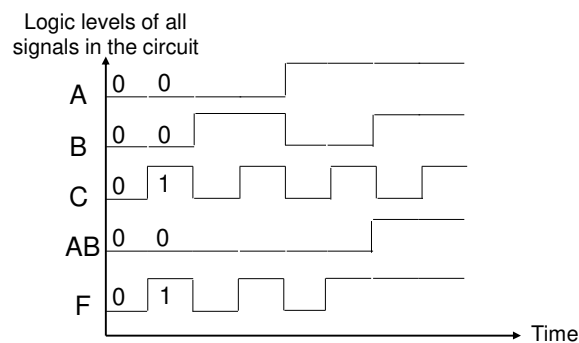 Logic levels of all
signals in the circuit
A 0 0
B 0 0
C 0 1
AB 0 0
F 0 1
Time